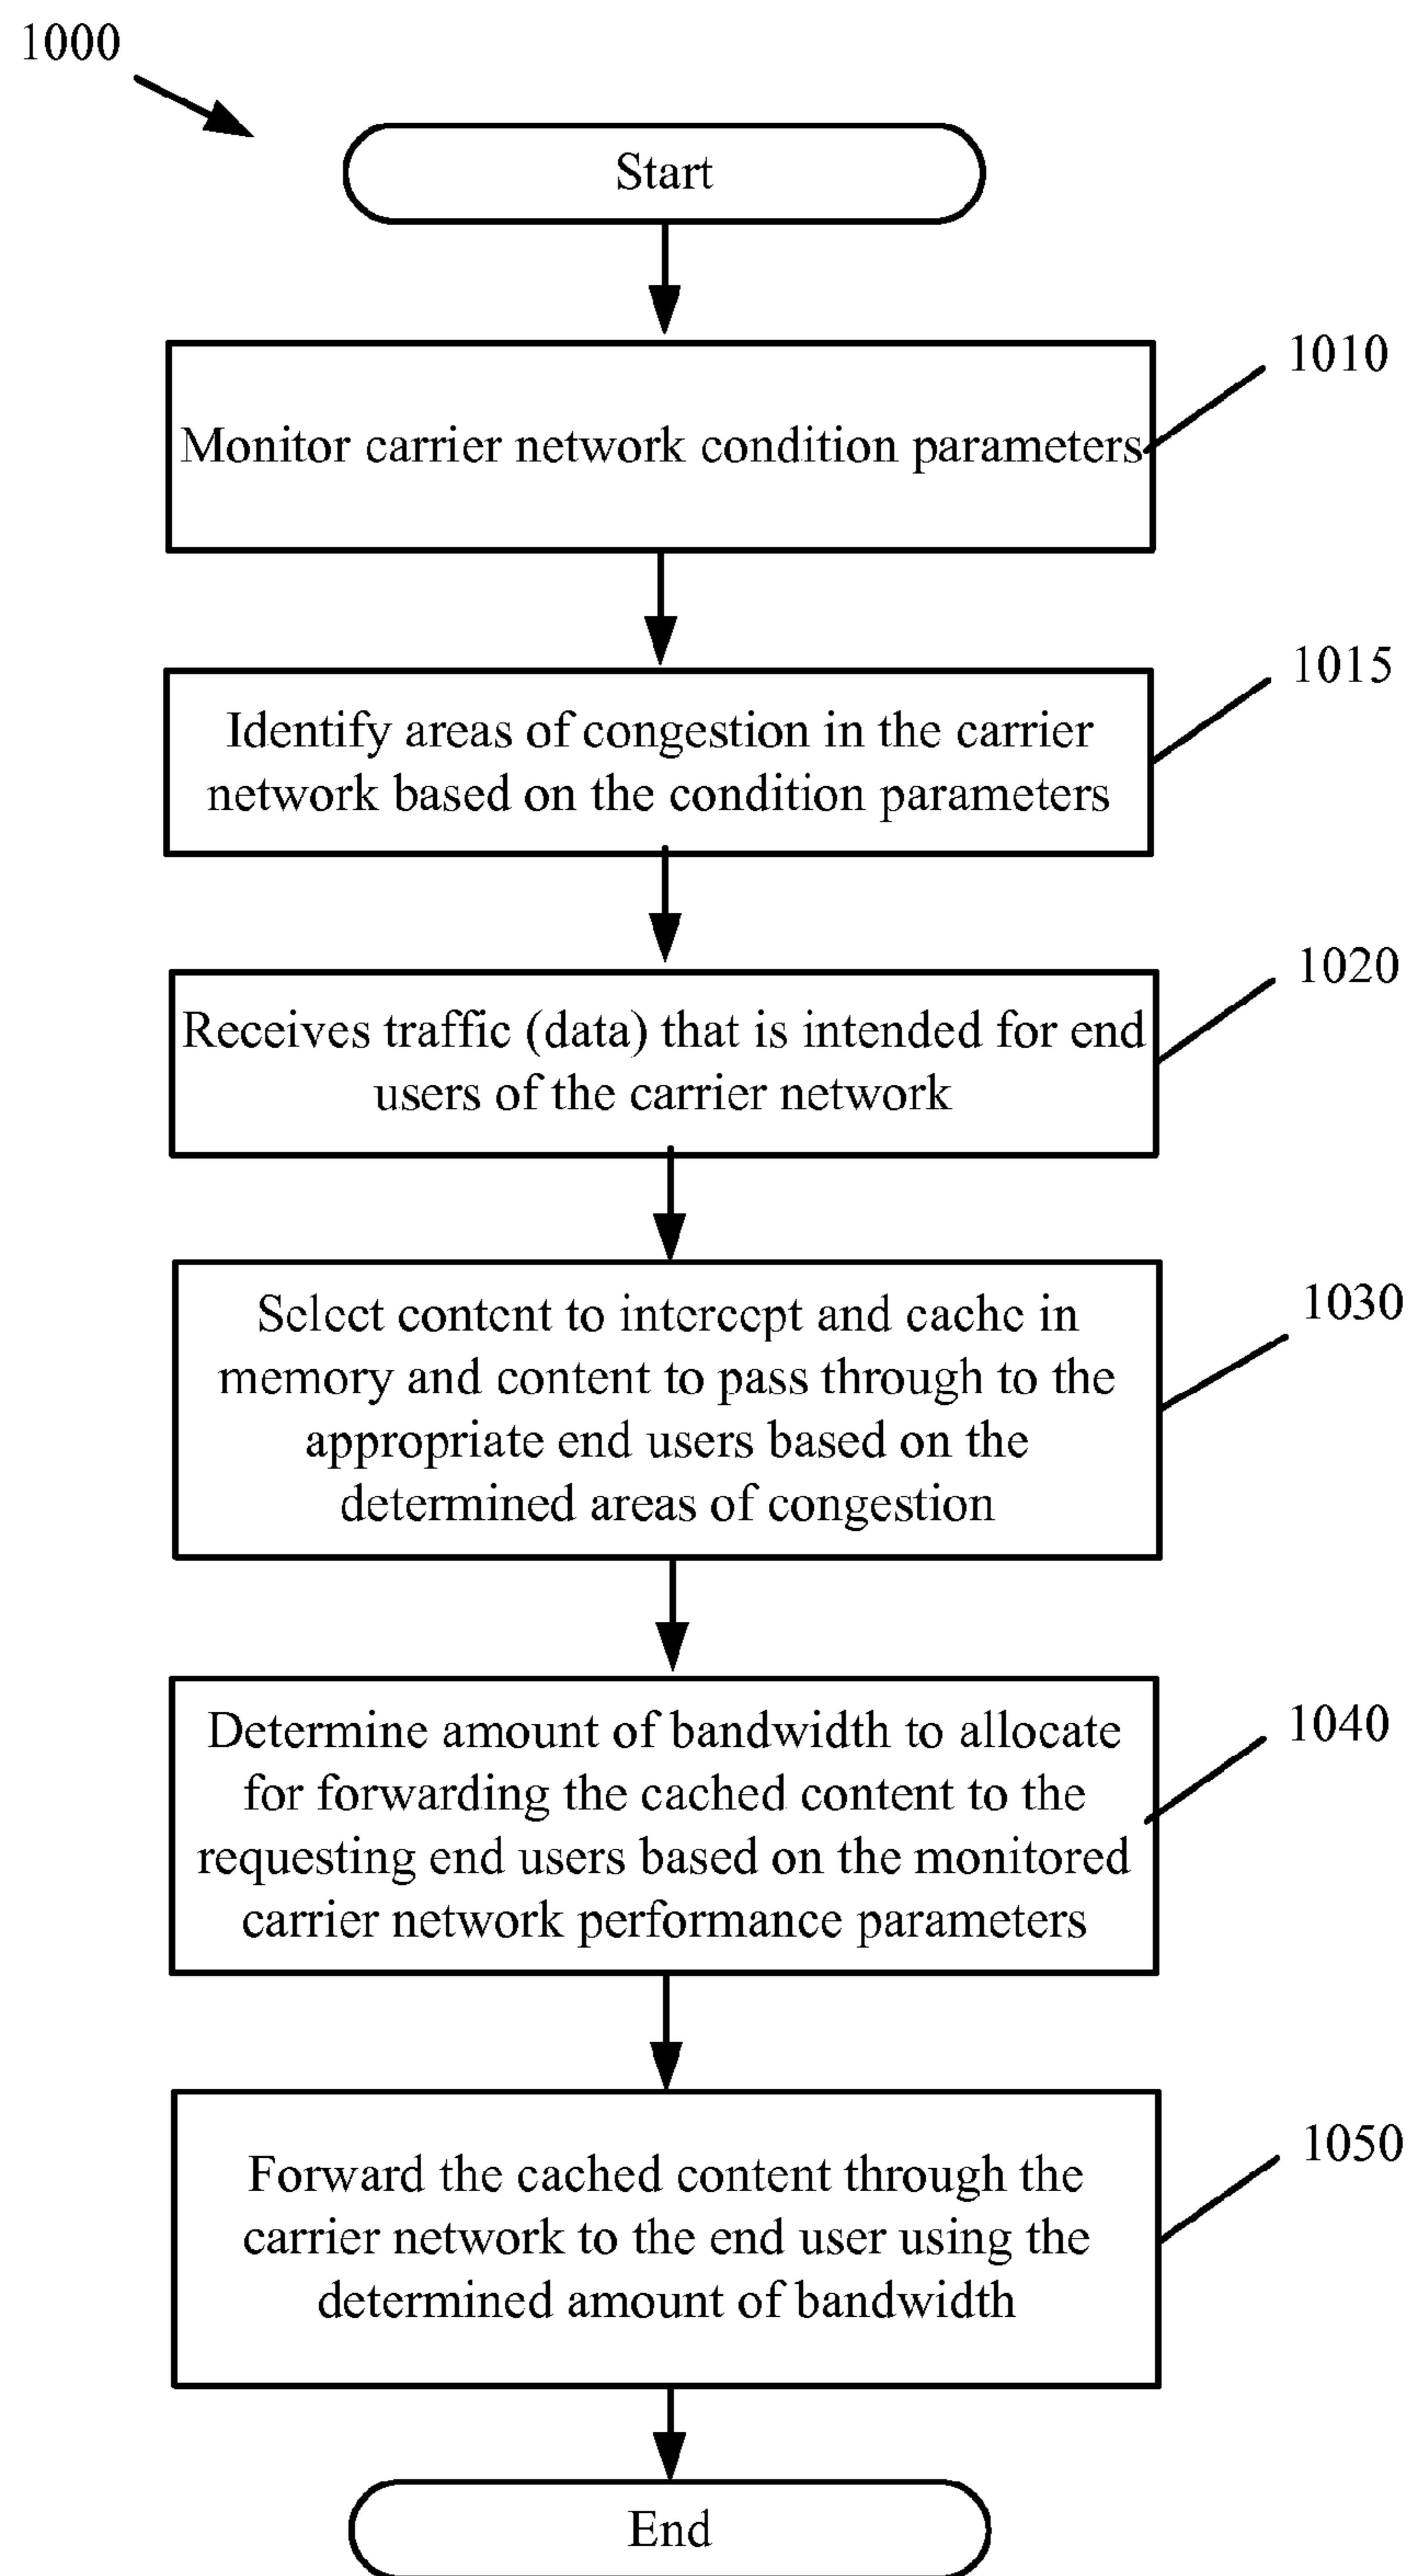 1000
Start
1010
Monitor carrier network condition parameters
1015
Identify areas of congestion in the carrier
network based on the condition parameters
1020
Receives traffic (data) that is intended for end
users of the carrier network
1030
Select content to intercept and cache in
memory and content to pass through to the
appropriate end users based on the
determined areas of congestion
1040
Determine amount of bandwidth to allocate
for forwarding the cached content to the
requesting end users based on the monitored
carrier network performance parameters
1050
Forward the cached content through the
carrier network to the end user using the
determined amount of bandwidth
End